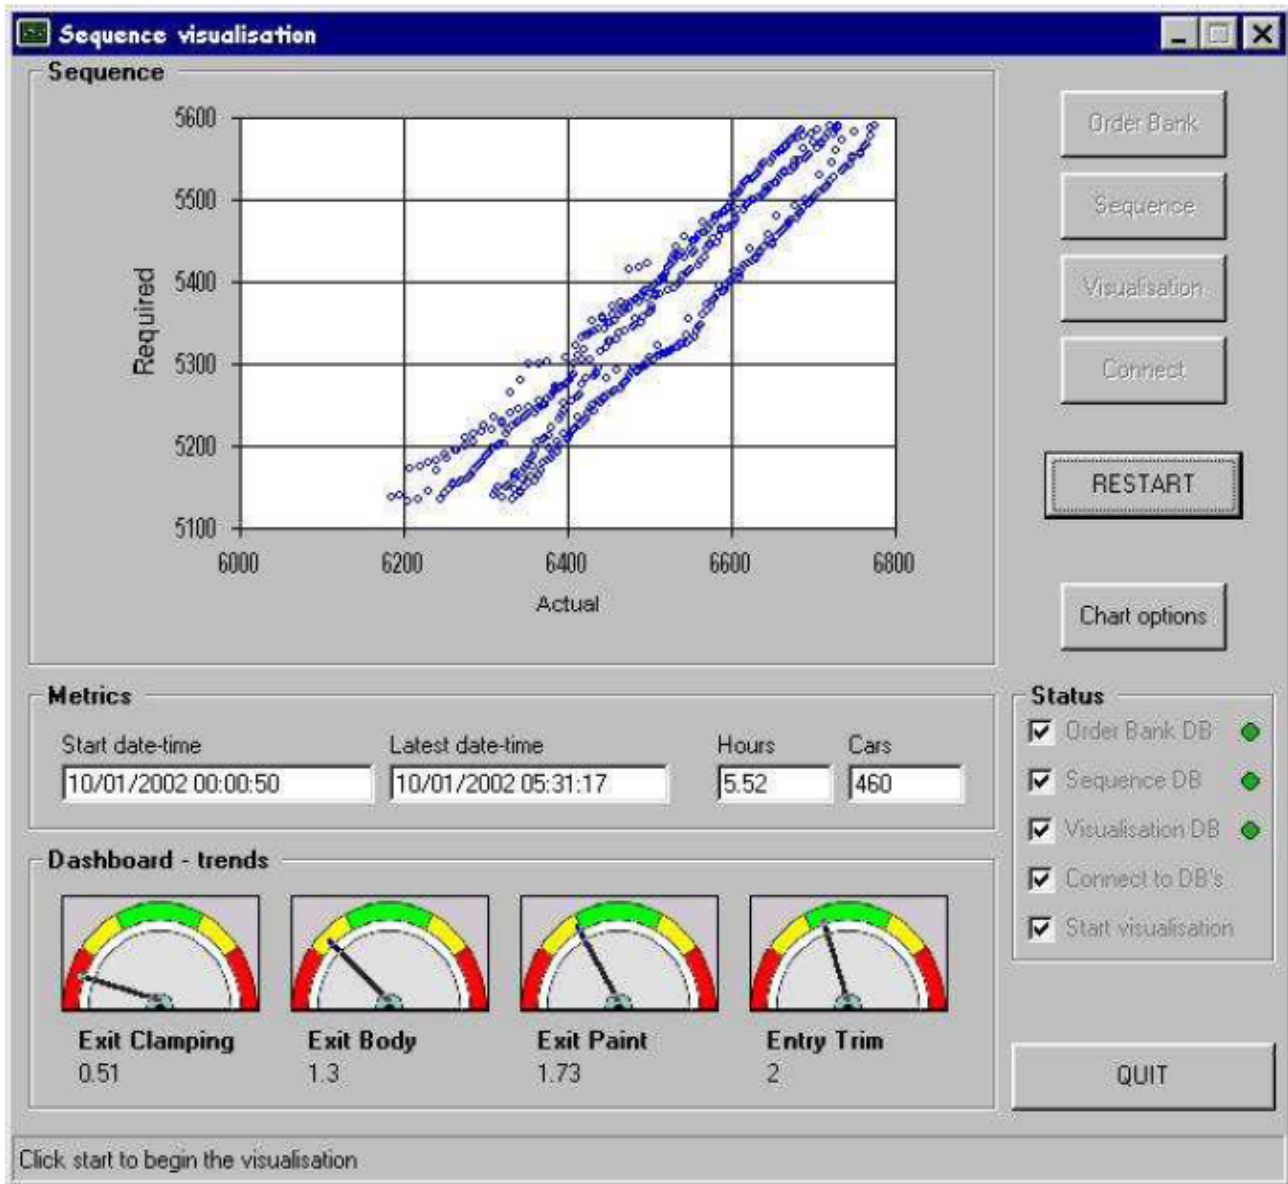 Sequence visualisation
Sequence
5600
5500
5400
5300
5200
5100
Required
6000 6200 6400 6600 6800
Actual
Order Bank
Sequence
Visualisation
Connect
RESTART
Chart options
Metrics
Start date-time Latest date-time Hours Cars
10/01/2002 00:00:50 10/01/2002 05:31:17 5.52 460
Status
Order Bank DB
Sequence DB
Visualisation DB
Connect to DB's
Start visualisation
Dashboard - trends
Exit Clamping Exit Body Exit Paint Entry Trim
0.51 1.3 1.73 2
QUIT
Click start to begin the visualisation